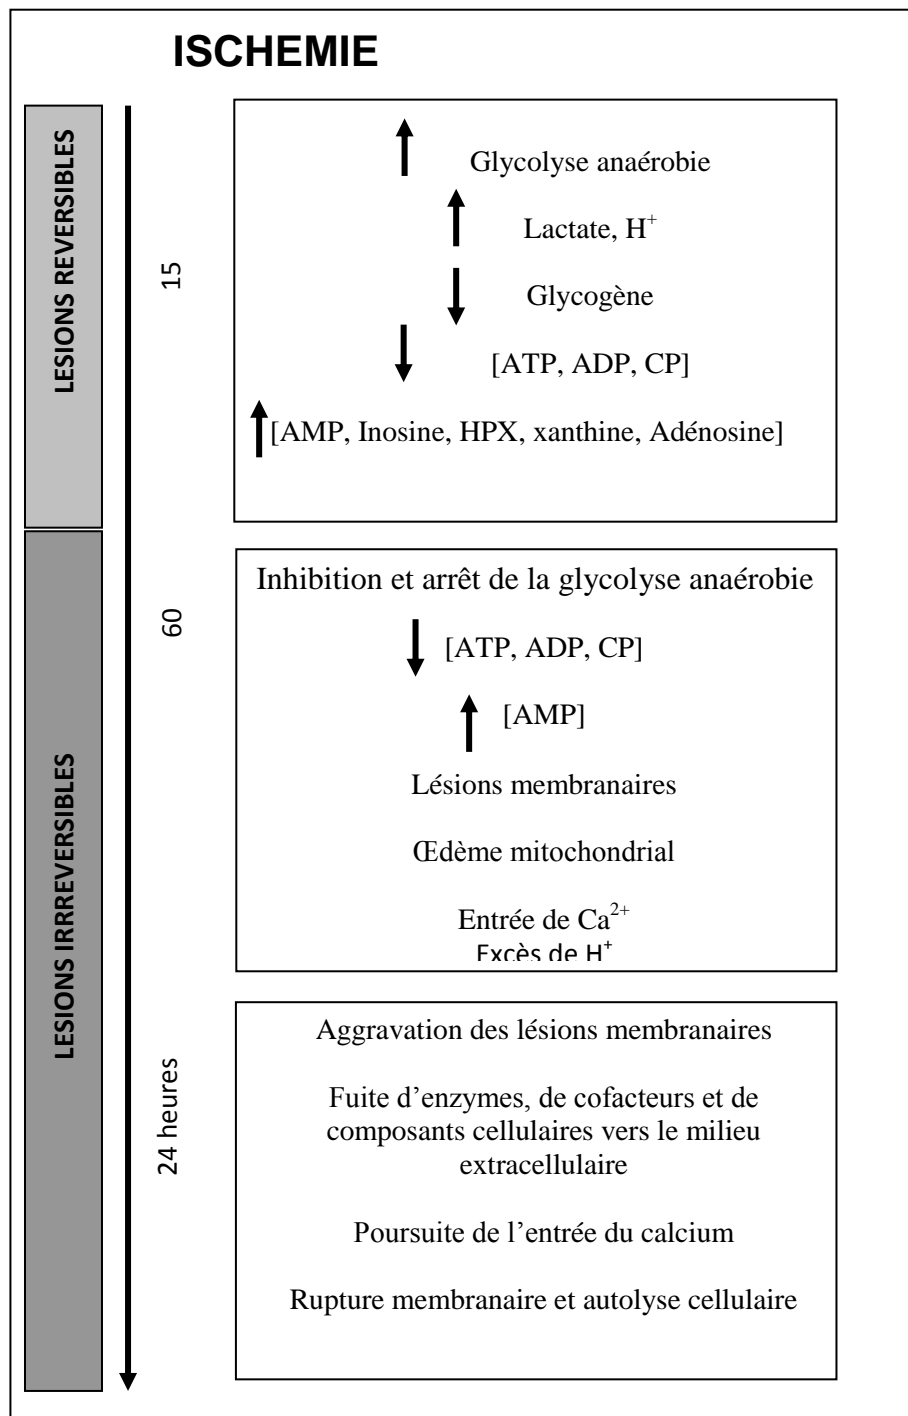 ISCHEMIE
LESIONS REVERSIBLES
15
Glycolyse anaérobie
Lactate, H⁺
Glycogène
[ATP, ADP, CP]
[AMP, Inosine, HPX, xanthine, Adénosine]
LESIONS IRRREVERSIBLES
60
Inhibition et arrêt de la glycolyse anaérobie
[ATP, ADP, CP]
[AMP]
Lésions membranaires
Œdème mitochondrial
Entrée de Ca²⁺
Excès de H⁺
24 heures
Aggravation des lésions membranaires
Fuite d’enzymes, de cofacteurs et de
composants cellulaires vers le milieu
extracellulaire
Poursuite de l’entrée du calcium
Rupture membranaire et autolyse cellulaire